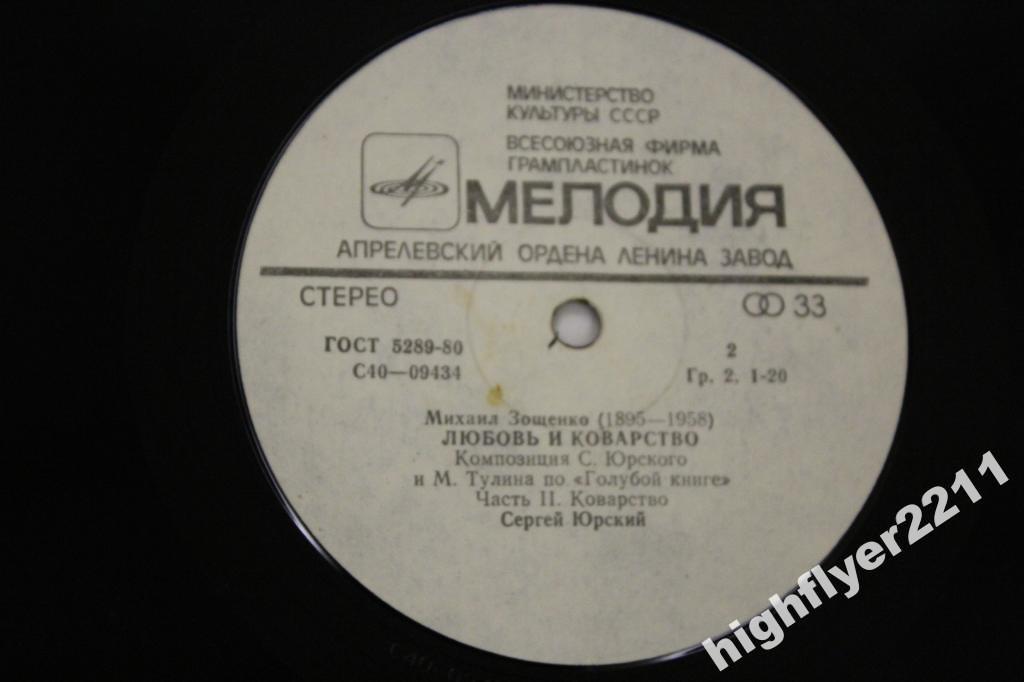 МИНИСТЕРСТВО
КУЛЬТУРЫ СССР
ВСЕСОЮЗНАЯ ФИРМА
ГРАМПЛАСТИНОК
МЕЛОДИЯ
АПРЕЛЕВСКИЙ ОРДЕНА ЛЕНИНА ЗАВОД
СТЕРЕО 33
ГОСТ 5289-80 2
С40—09434 Гр. 2. 1-20
Михаил Зощенко (1895—1958)
ЛЮБОВЬ И КОВАРСТВО
Композиция С. Юрского
и М. Тулина по «Голубой книге»
Часть II. Коварство
Сергей Юрский
highflyer2211